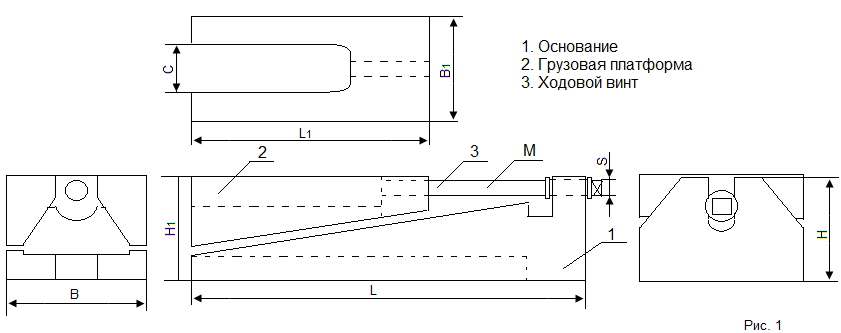 1. Основание
2. Грузовая платформа
3. Ходовой винт
C
B1
L1
2
3
M
S
H1
1
H
B
L
Рис. 1